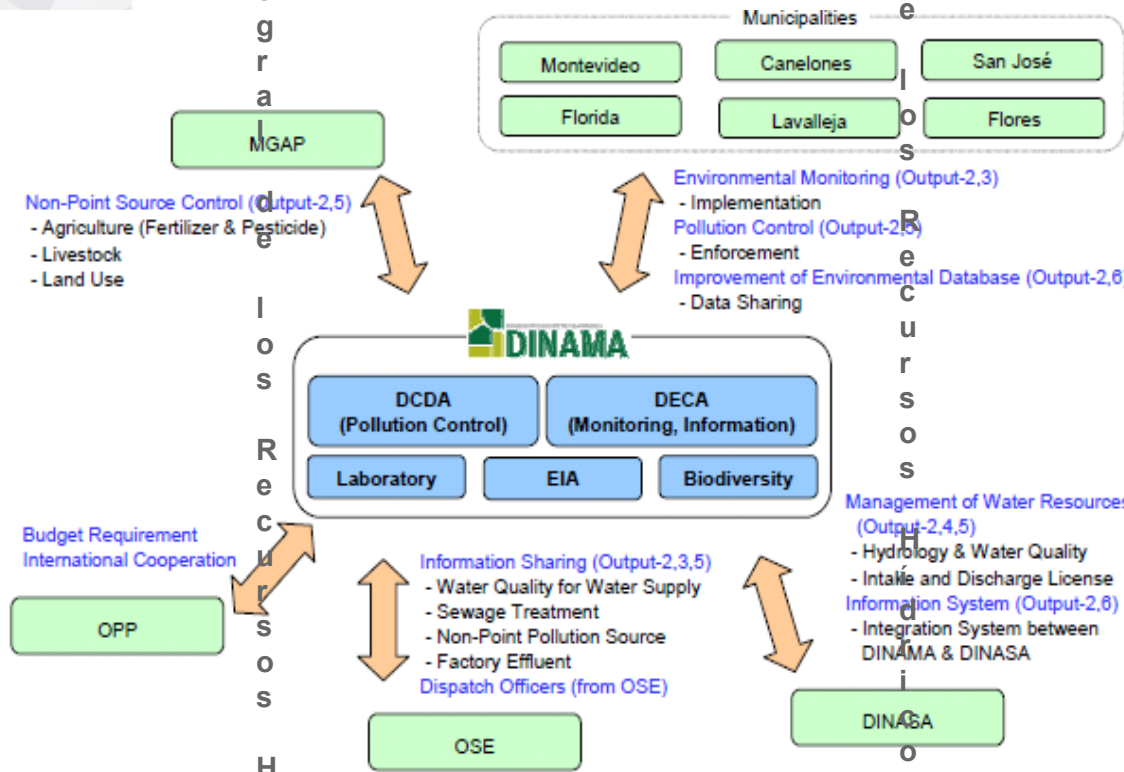 Municipalities
Montevideo
Canelones
San José
Florida
Lavalleja
Flores
MGAP
Non-Point Source Control (Output-2,5)
- Agriculture (Fertilizer & Pesticide)
- Livestock
- Land Use
Environmental Monitoring (Output-2,3)
- Implementation
Pollution Control (Output-2,5)
- Enforcement
Improvement of Environmental Database (Output-2,6)
- Data Sharing
DINAMA
DCDA
(Pollution Control)
DECA
(Monitoring, Information)
Laboratory
EIA
Biodiversity
Budget Requirement
International Cooperation
OPP
Information Sharing (Output-2,3,5)
- Water Quality for Water Supply
- Sewage Treatment
- Non-Point Pollution Source
- Factory Effluent
Dispatch Officers (from OSE)
OSE
Management of Water Resources
(Output-2,4,5)
- Hydrology & Water Quality
- Intake and Discharge License
Information System (Output-2,6)
- Integration System between
DINAMA & DINASA
DINASA
gral de los Recursos H
e los Recursos Hídrico